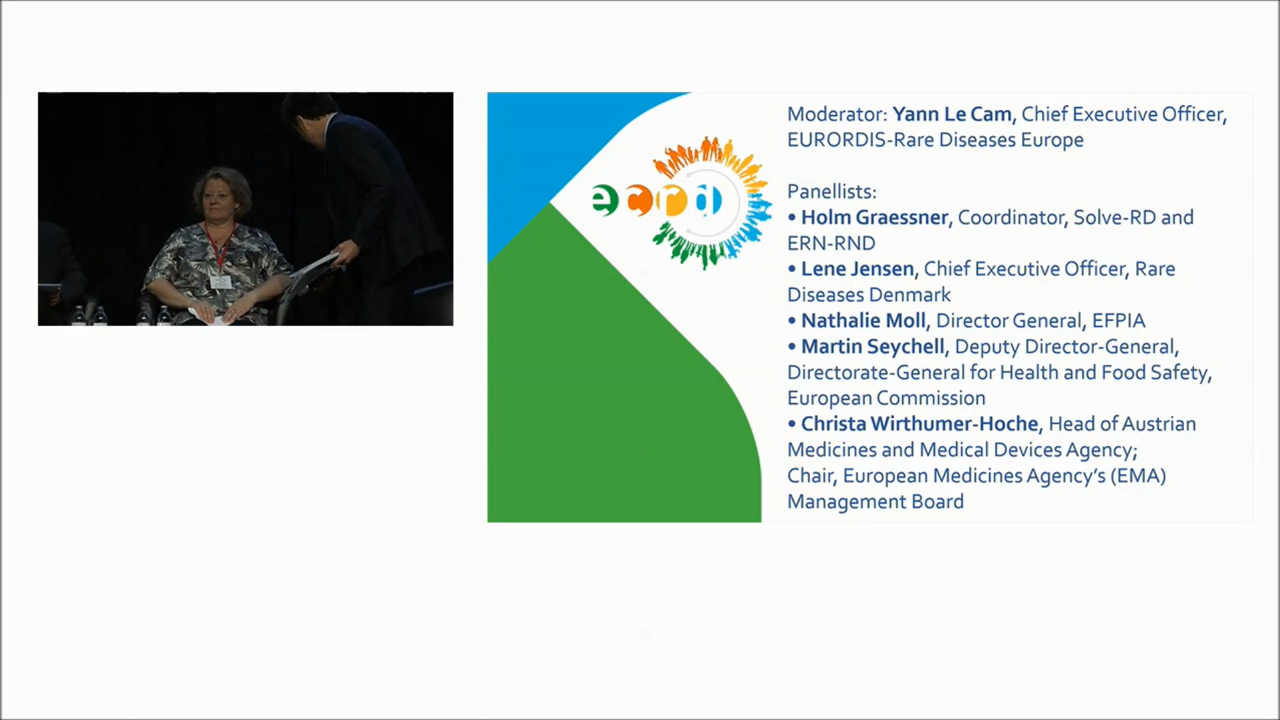 ecrd
Moderator: Yann Le Cam, Chief Executive Officer,
EURORDIS-Rare Diseases Europe
Panellists:
• Holm Graessner, Coordinator, Solve-RD and
ERN-RND
• Lene Jensen, Chief Executive Officer, Rare
Diseases Denmark
• Nathalie Moll, Director General, EFPIA
• Martin Seychell, Deputy Director-General,
Directorate-General for Health and Food Safety,
European Commission
• Christa Wirthumer-Hoche, Head of Austrian
Medicines and Medical Devices Agency;
Chair, European Medicines Agency's (EMA)
Management Board